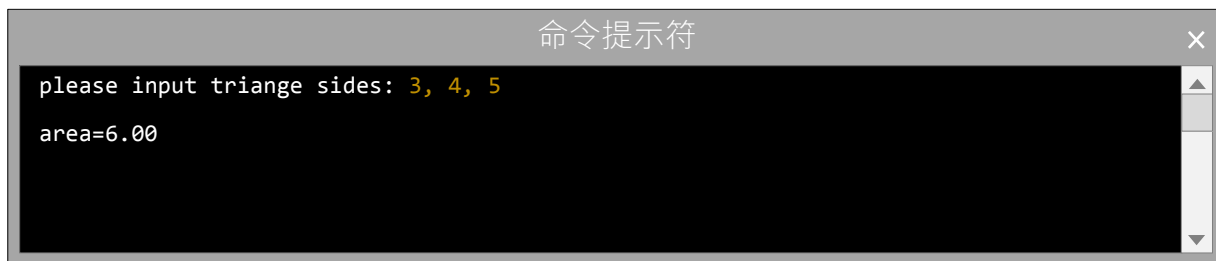 命令提示符
please input triange sides: 3, 4, 5
area=6.00